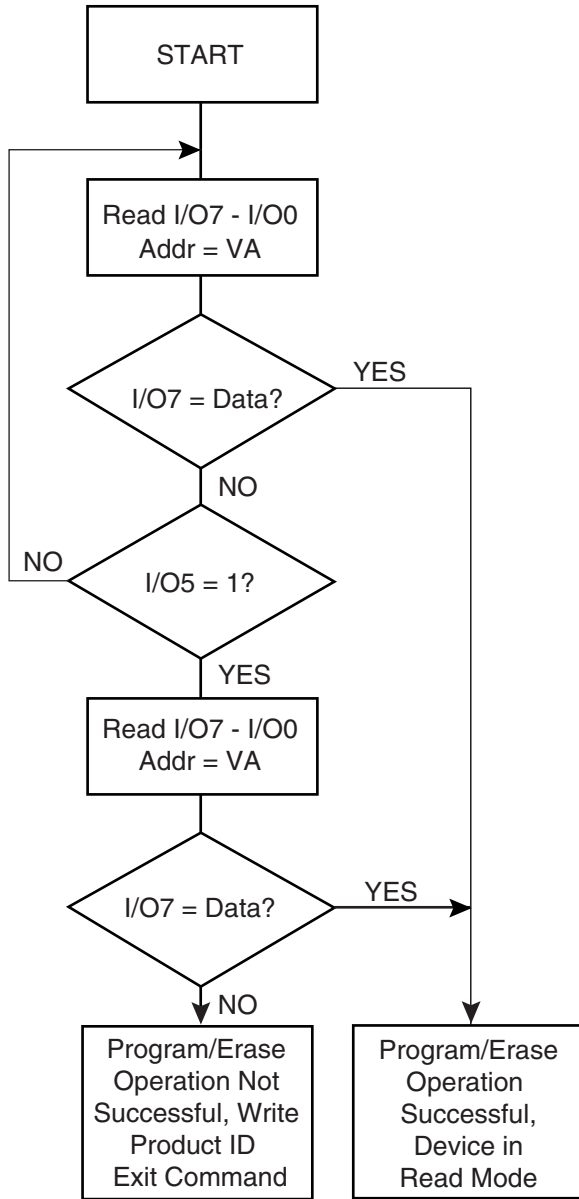 START
Read I/O7 - I/O0
Addr = VA
I/O7 = Data?
YES
NO
NO
I/O5 = 1?
YES
Read I/O7 - I/O0
Addr = VA
I/O7 = Data?
YES
NO
Program/Erase
Operation Not
Successful, Write
Product ID
Exit Command
Program/Erase
Operation
Successful,
Device in
Read Mode